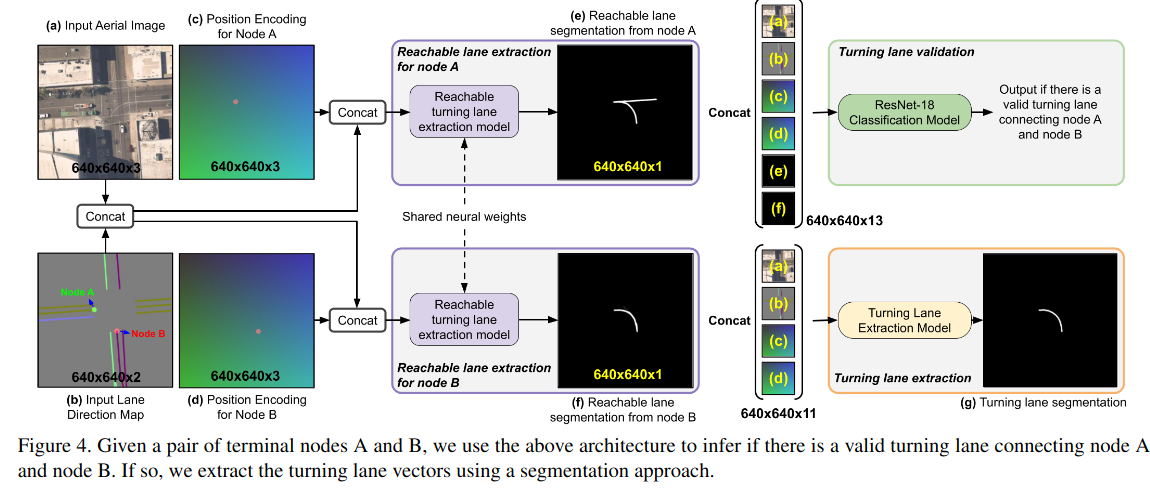 (a) Input Aerial Image
640x640x3
(c) Position Encoding
for Node A
640x640x3
Concat
Concat
Node A
Node B
640x640x2
(b) Input Lane
Direction Map
640x640x3
(d) Position Encoding
for Node B
Concat
Reachable lane extraction
for node A
Reachable
turning lane
extraction model
(e) Reachable lane
segmentation from node A
640x640x1
Shared neural weights
Reachable
turning lane
extraction model
Reachable lane extraction
for node B
640x640x1
(f) Reachable lane
segmentation from node B
Concat
(a)
(b)
(c)
(d)
(e)
(f)
640x640x13
Turning lane validation
ResNet-18
Classification Model
Output if there is a
valid turning lane
connecting node A
and node B
Concat
(a)
(b)
(c)
(d)
640x640x11
Turning Lane
Extraction Model
Turning lane extraction
(g) Turning lane segmentation
Figure 4. Given a pair of terminal nodes A and B, we use the above architecture to infer if there is a valid turning lane connecting node A
and node B. If so, we extract the turning lane vectors using a segmentation approach.